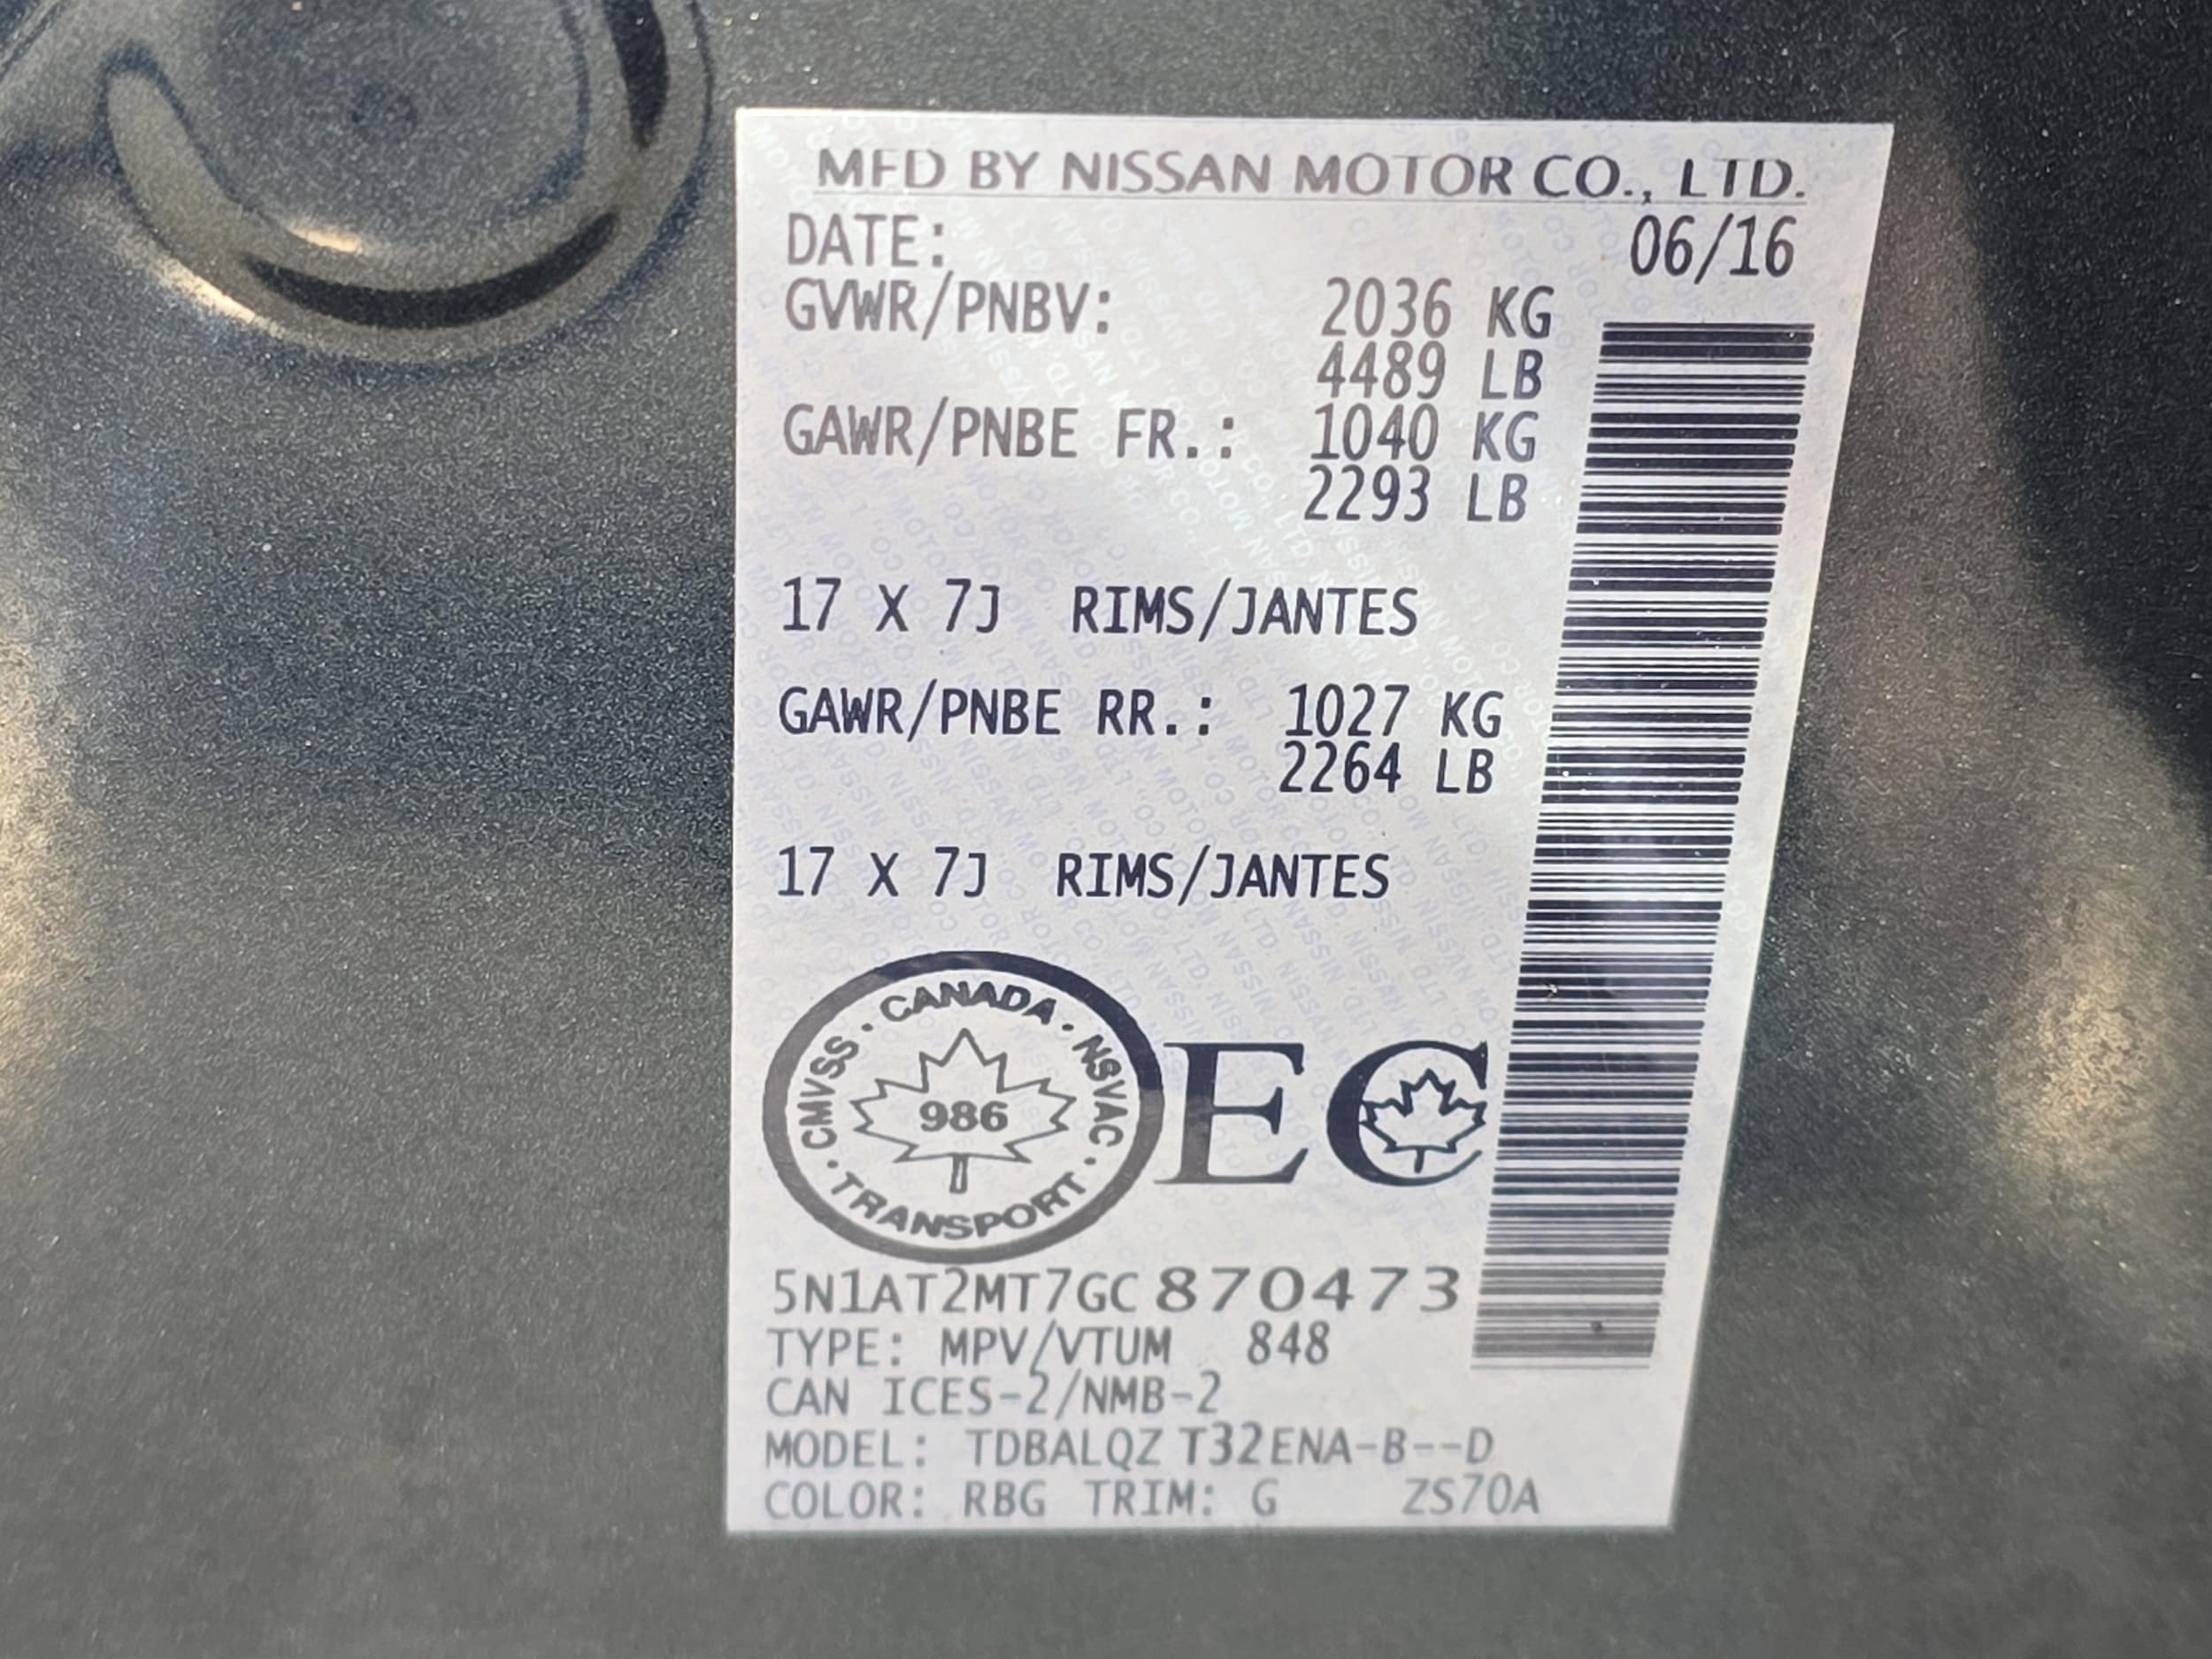 MFD BY NISSAN MOTOR CO., LTD.
DATE: 06/16
GVWR/PNBV: 2036 KG
4489 LB
GAWR/PNBE FR.: 1040 KG
2293 LB
17 X 7J RIMS/JANTES
GAWR/PNBE RR.: 1027 KG
2264 LB
17 X 7J RIMS/JANTES
CANADA · NSVAC · TRANSPORT · CMVSS ·
986
EC
5N1AT2MT7GC870473
TYPE: MPV/VTUM 848
CAN ICES-2/NMB-2
MODEL: TDBALQZ T32ENA-B--D
COLOR: RBG TRIM: G ZS70A